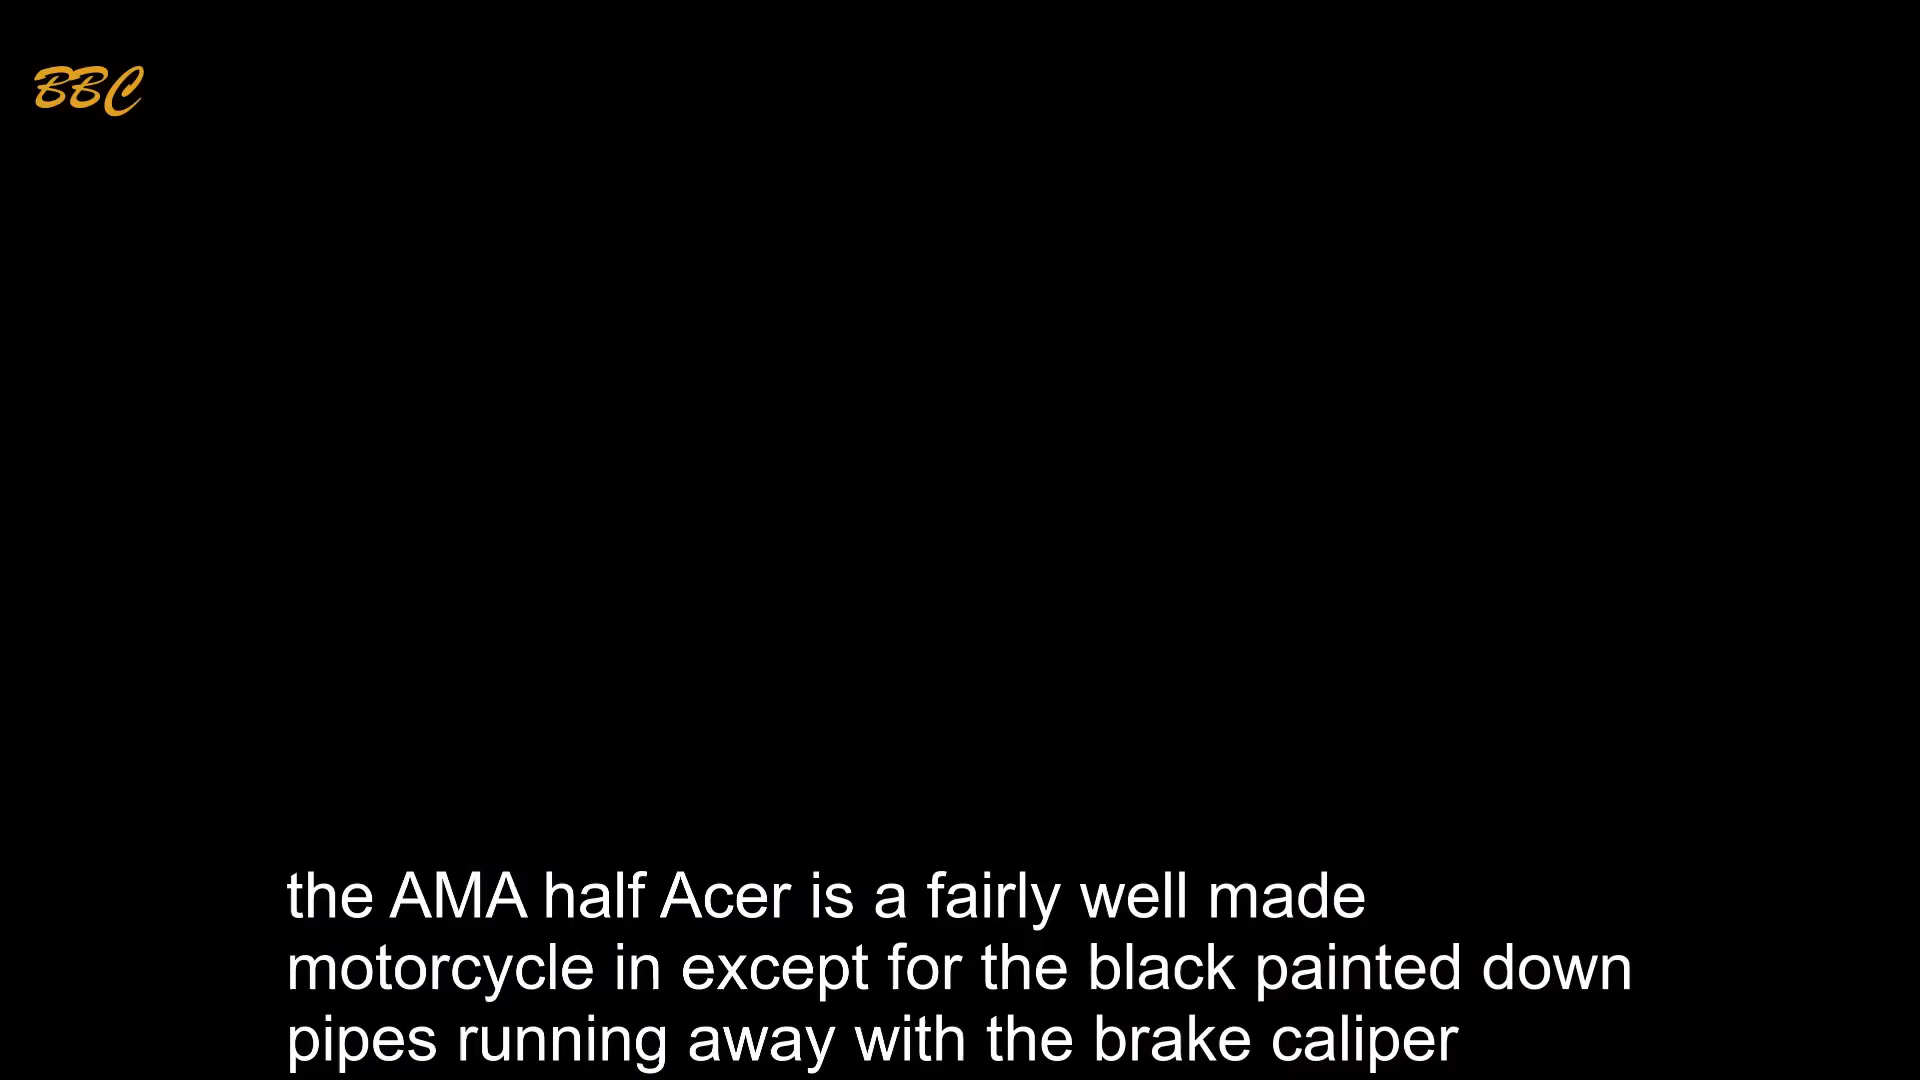 BBC
the AMA half Acer is a fairly well made
motorcycle in except for the black painted down
pipes running away with the brake caliper